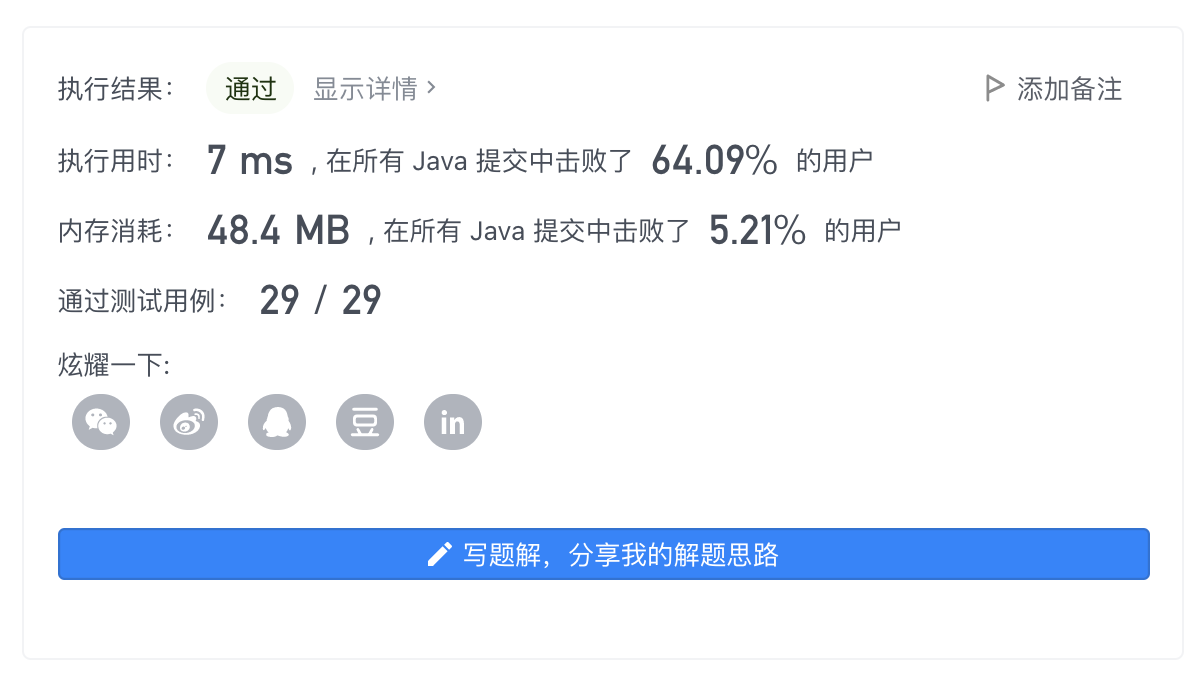 执行结果： 通过 显示详情 > 添加备注
执行用时： 7 ms , 在所有 Java 提交中击败了 64.09% 的用户
内存消耗： 48.4 MB , 在所有 Java 提交中击败了 5.21% 的用户
通过测试用例： 29 / 29
炫耀一下:
豆 in
写题解，分享我的解题思路